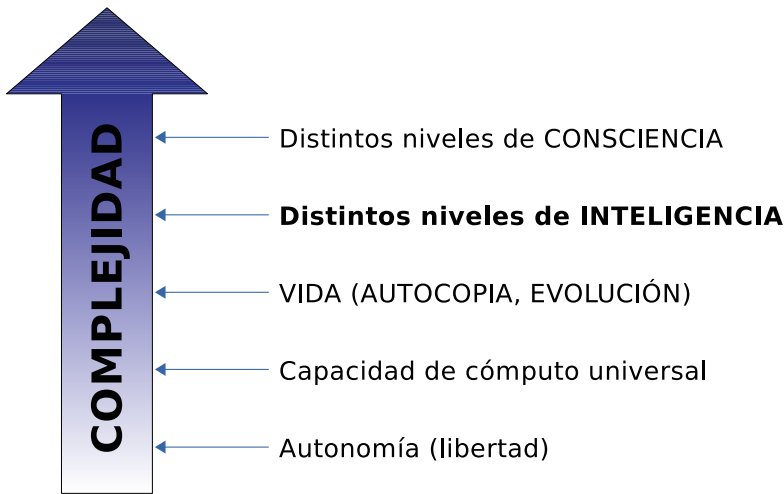 COMPLEJIDAD
Distintos niveles de CONSCIENCIA
Distintos niveles de INTELIGENCIA
VIDA (AUTOCOPIA, EVOLUCIÓN)
Capacidad de cómputo universal
Autonomía (libertad)